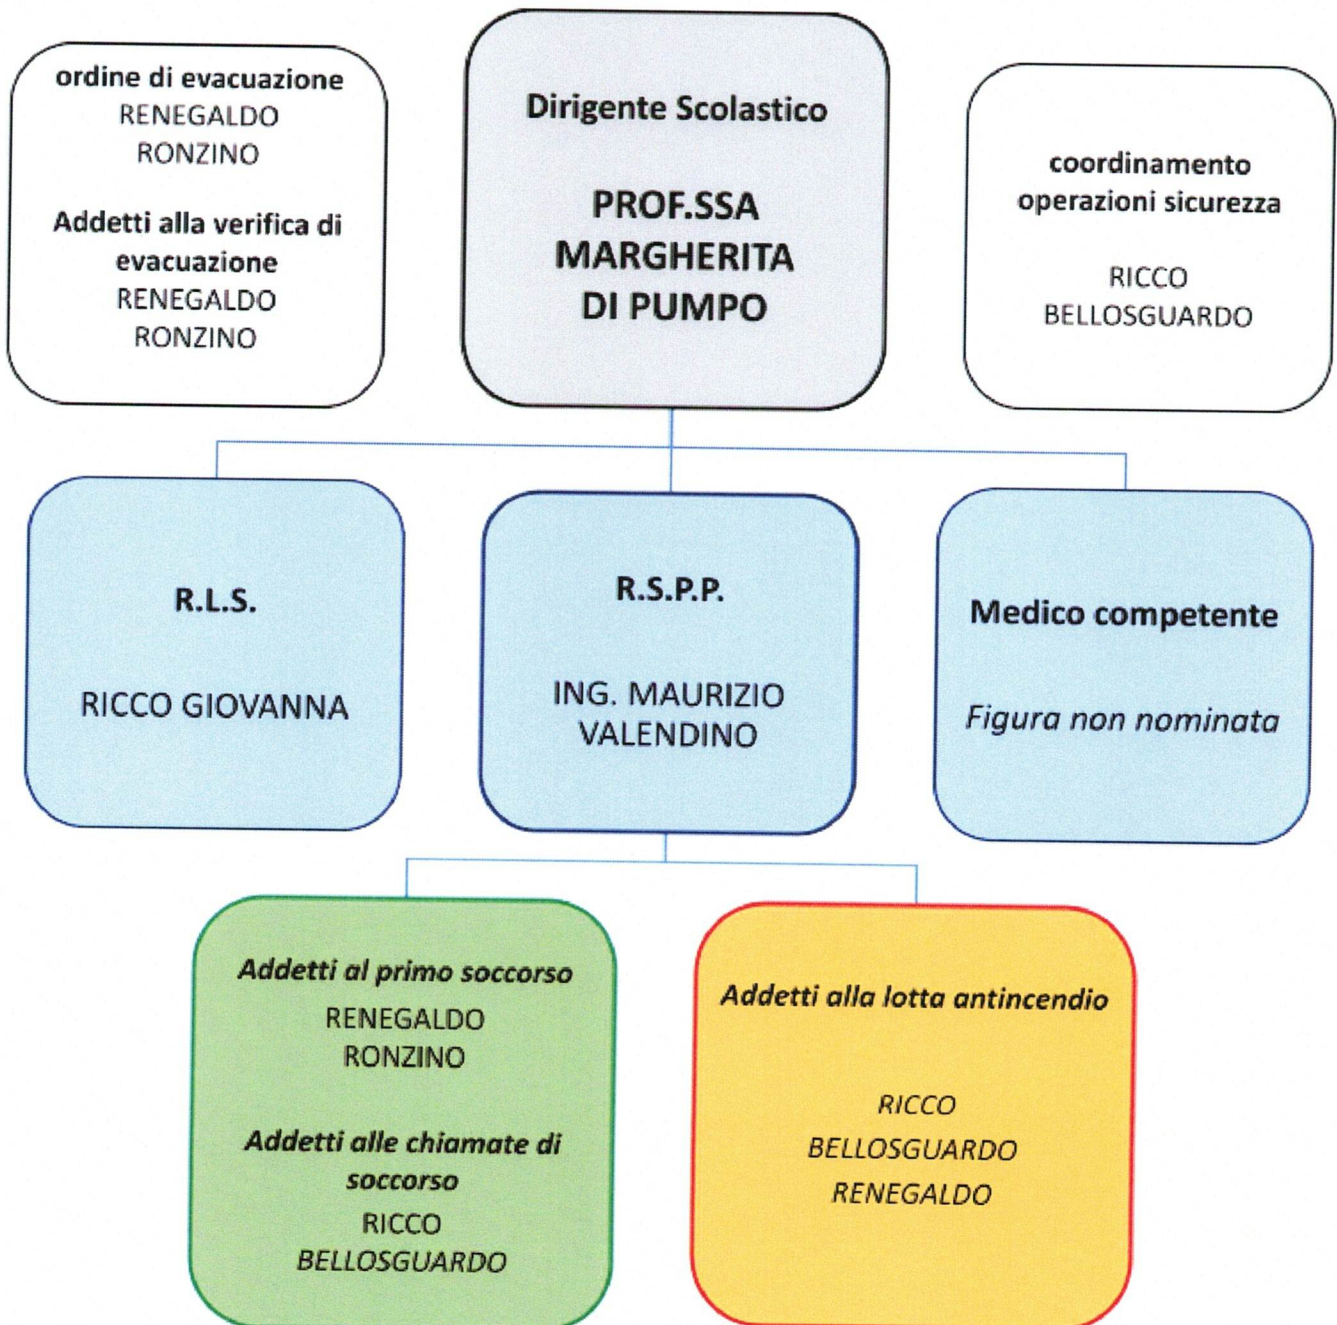 ordine di evacuazione
RENEGALDO
RONZINO
Addetti alla verifica di
evacuazione
RENEGALDO
RONZINO
Dirigente Scolastico
PROF.SSA
MARGHERITA
DI PUMPO
coordinamento
operazioni sicurezza
RICCO
BELLOSGUARDO
R.L.S.
RICCO GIOVANNA
R.S.P.P.
ING. MAURIZIO
VALENDINO
Medico competente
Figura non nominata
Addetti al primo soccorso
RENEGALDO
RONZINO
Addetti alle chiamate di
soccorso
RICCO
BELLOSGUARDO
Addetti alla lotta antincendio
RICCO
BELLOSGUARDO
RENEGALDO